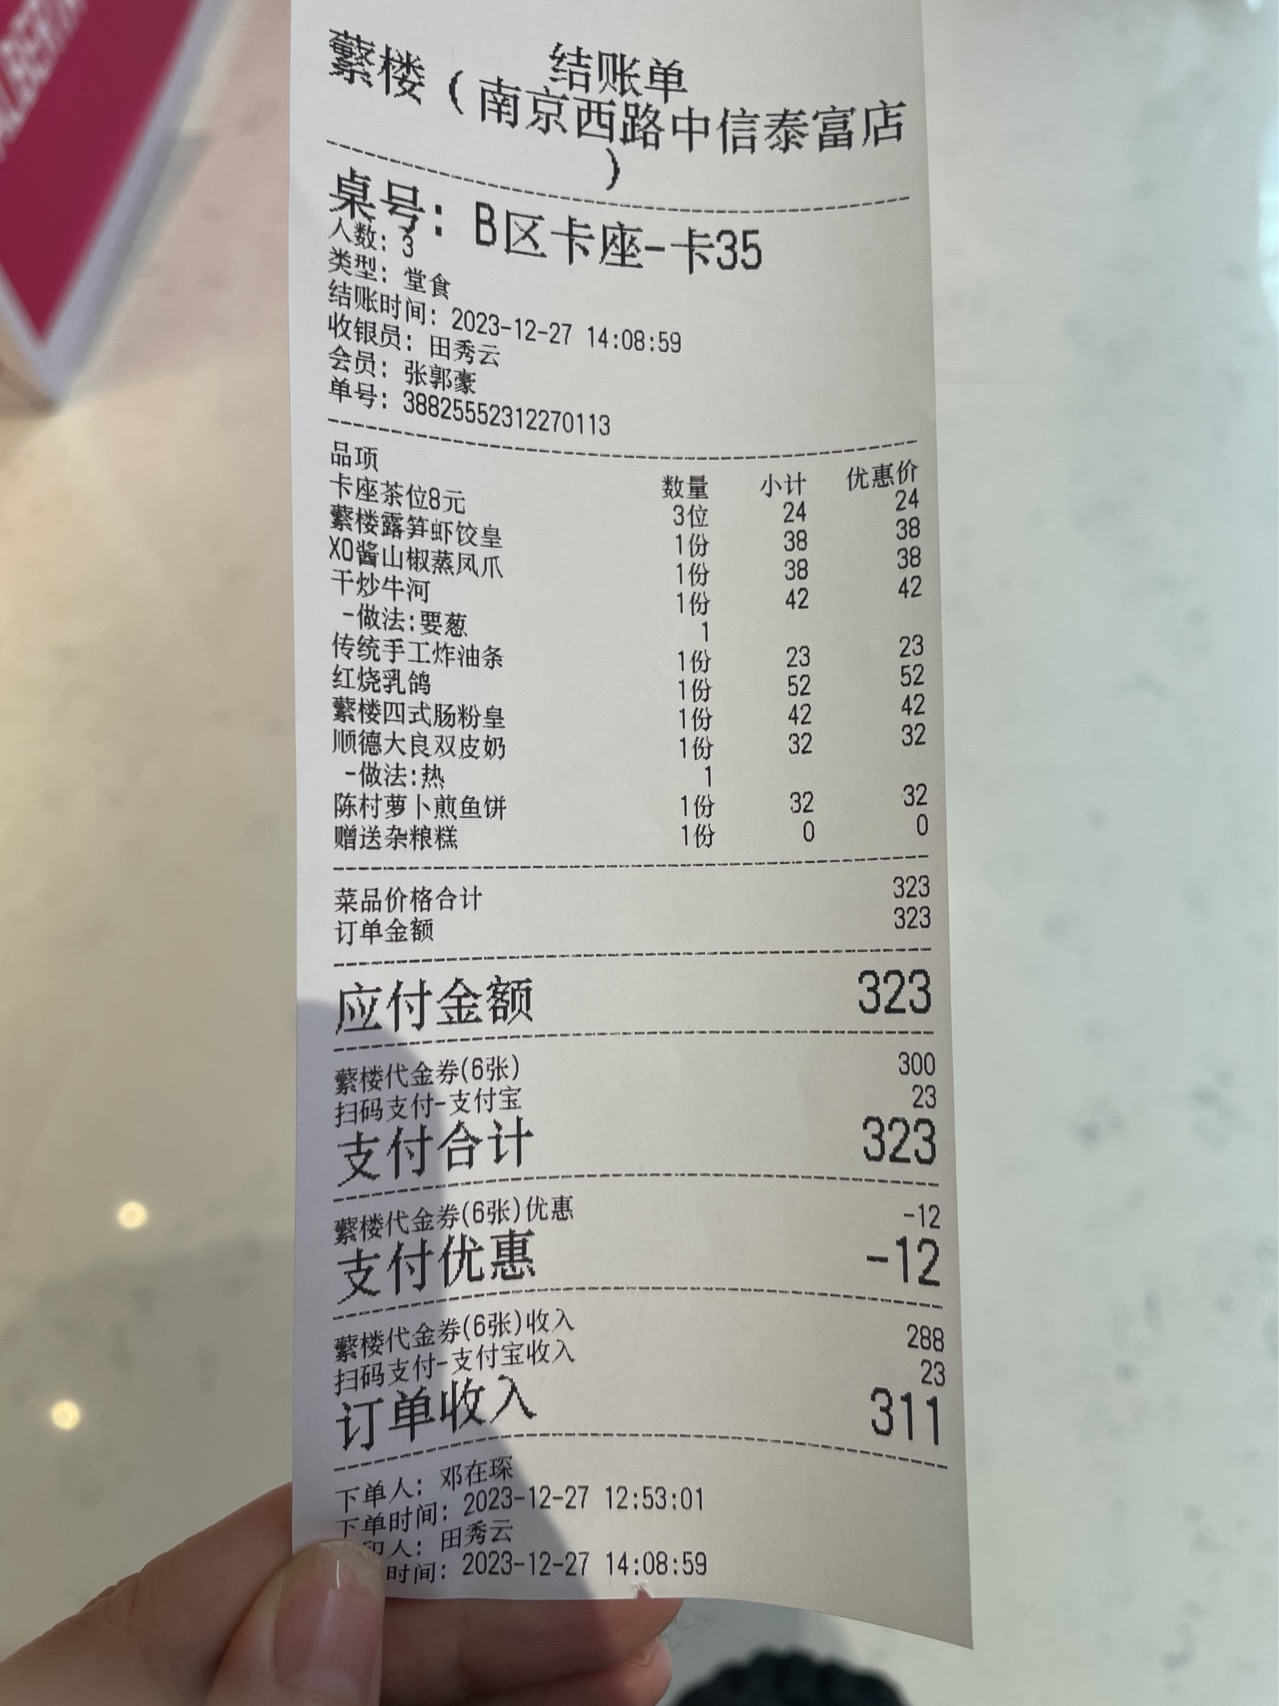 结账单
蘩楼（南京西路中信泰富店
）
桌号：B区卡座-卡35
人数：3
类型：堂食
结账时间：2023-12-27 14:08:59
收银员：田秀云
会员：张郭豪
单号：38825552312270113
品项 数量 小计 优惠价
卡座茶位8元 3位 24 24
蘩楼露笋虾饺皇 1份 38 38
XO酱山椒蒸凤爪 1份 38 38
干炒牛河 1份 42 42
-做法:要葱 1
传统手工炸油条 1份 23 23
红烧乳鸽 1份 52 52
蘩楼四式肠粉皇 1份 42 42
顺德大良双皮奶 1份 32 32
-做法:热 1
陈村萝卜煎鱼饼 1份 32 32
赠送杂粮糕 1份 0 0
菜品价格合计 323
订单金额 323
应付金额 323
蘩楼代金券(6张) 300
扫码支付-支付宝 23
支付合计 323
蘩楼代金券(6张)优惠 -12
支付优惠 -12
蘩楼代金券(6张)收入 288
扫码支付-支付宝收入 23
订单收入 311
下单人：邓在琛
下单时间：2023-12-27 12:53:01
印人：田秀云
时间：2023-12-27 14:08:59